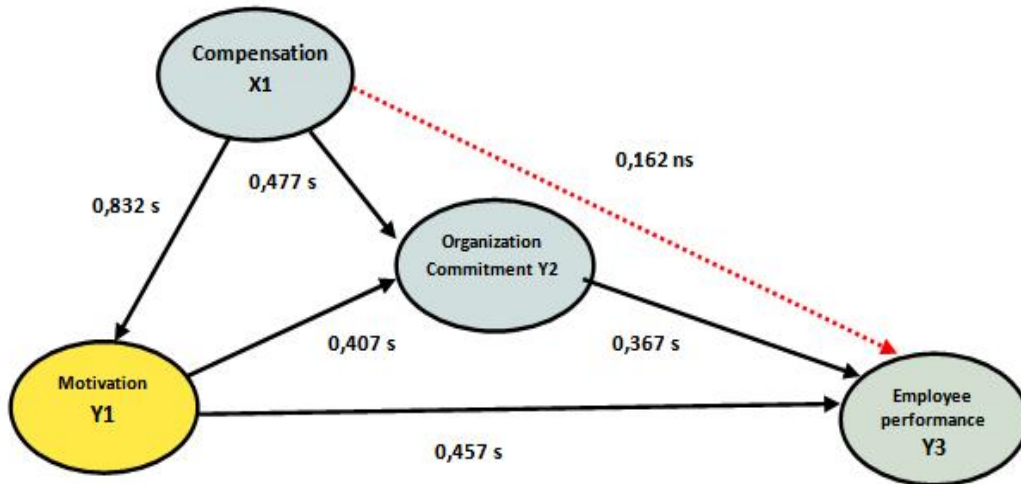 Compensation
X1
0,162 ns
0,477 s
0,832 s
Organization
Commitment Y2
0,407 s
0,367 s
Motivation
Y1
Employee
performance
Y3
0,457 s